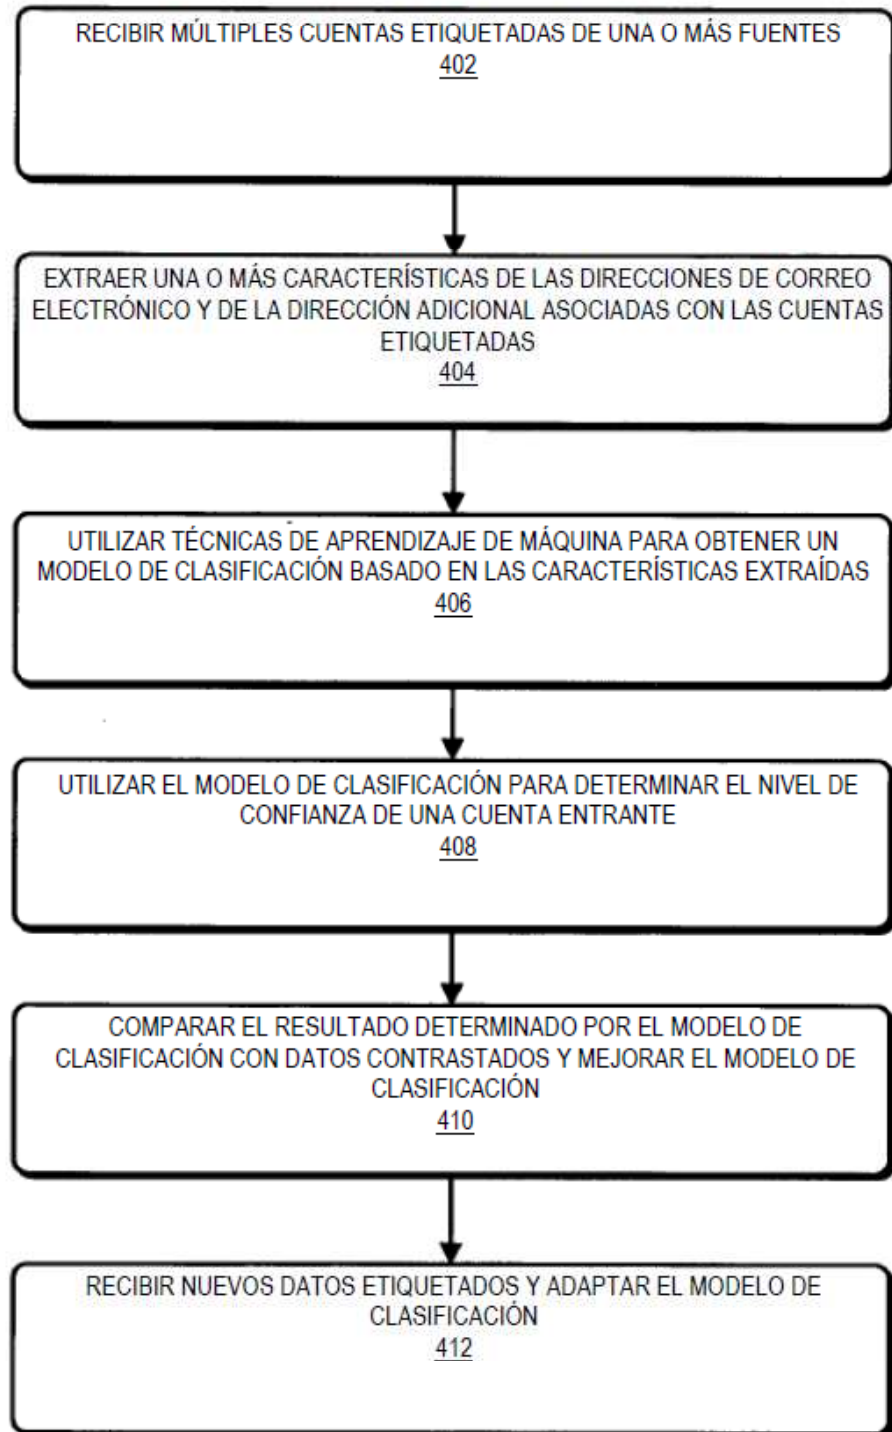 RECIBIR MÚLTIPLES CUENTAS ETIQUETADAS DE UNA O MÁS FUENTES
402
EXTRAER UNA O MÁS CARACTERÍSTICAS DE LAS DIRECCIONES DE CORREO
ELECTRÓNICO Y DE LA DIRECCIÓN ADICIONAL ASOCIADAS CON LAS CUENTAS
ETIQUETADAS
404
UTILIZAR TÉCNICAS DE APRENDIZAJE DE MÁQUINA PARA OBTENER UN
MODELO DE CLASIFICACIÓN BASADO EN LAS CARACTERÍSTICAS EXTRAÍDAS
406
UTILIZAR EL MODELO DE CLASIFICACIÓN PARA DETERMINAR EL NIVEL DE
CONFIANZA DE UNA CUENTA ENTRANTE
408
COMPARAR EL RESULTADO DETERMINADO POR EL MODELO DE
CLASIFICACIÓN CON DATOS CONTRASTADOS Y MEJORAR EL MODELO DE
CLASIFICACIÓN
410
RECIBIR NUEVOS DATOS ETIQUETADOS Y ADAPTAR EL MODELO DE
CLASIFICACIÓN
412